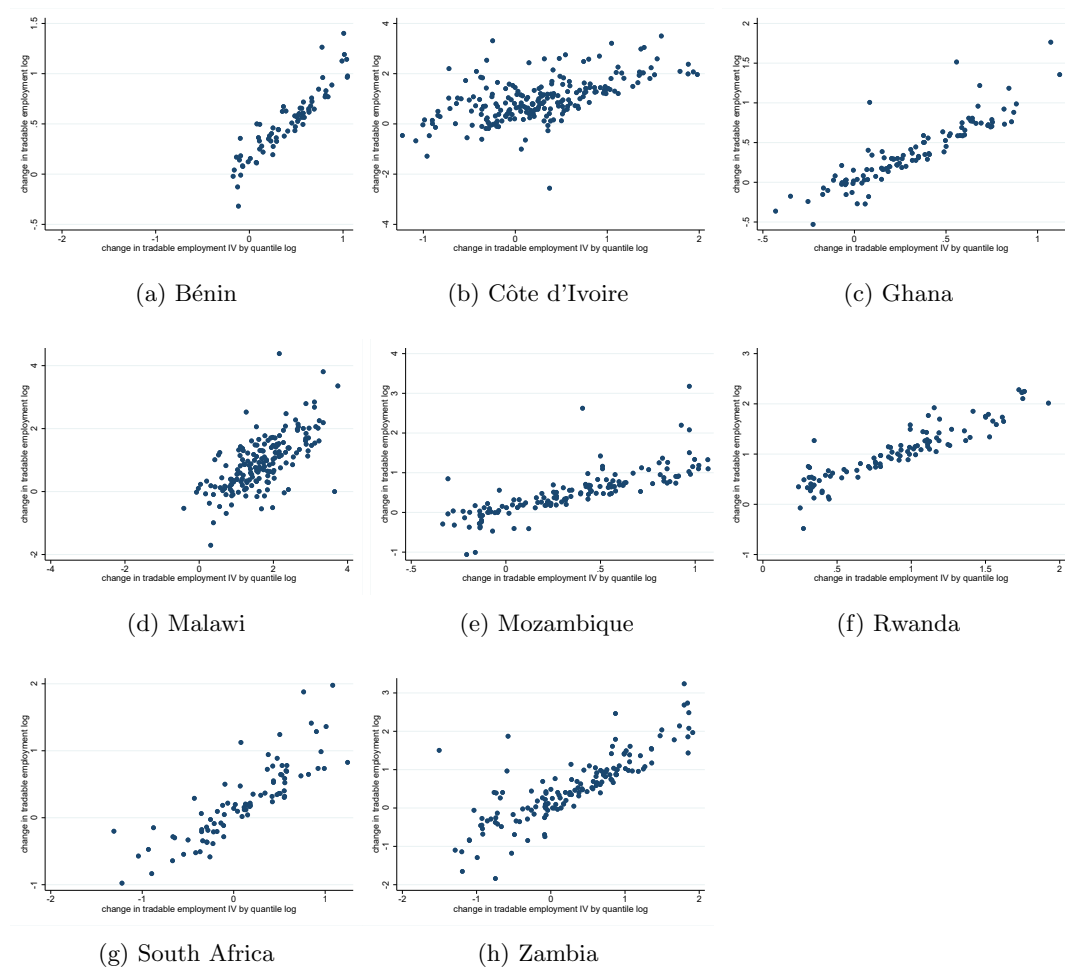 change in tradable employment log
-.5 0 .5 1 1.5
-2 -1 0 1
change in tradable employment IV by quantile log
(a) Bénin
change in tradable employment log
-4 -2 0 2 4
-1 0 1 2
change in tradable employment IV by quantile log
(b) Côte d'Ivoire
change in tradable employment log
-.5 0 .5 1 1.5 2
-.5 0 .5 1
change in tradable employment IV by quantile log
(c) Ghana
change in tradable employment log
-2 0 2 4
-4 -2 0 2 4
change in tradable employment IV by quantile log
(d) Malawi
change in tradable employment log
-1 0 1 2 3 4
-.5 0 .5 1
change in tradable employment IV by quantile log
(e) Mozambique
change in tradable employment log
-1 0 1 2 3
0 .5 1 1.5 2
change in tradable employment IV by quantile log
(f) Rwanda
change in tradable employment log
-1 0 1 2
-2 -1 0 1
change in tradable employment IV by quantile log
(g) South Africa
change in tradable employment log
-2 -1 0 1 2 3
-2 -1 0 1 2
change in tradable employment IV by quantile log
(h) Zambia